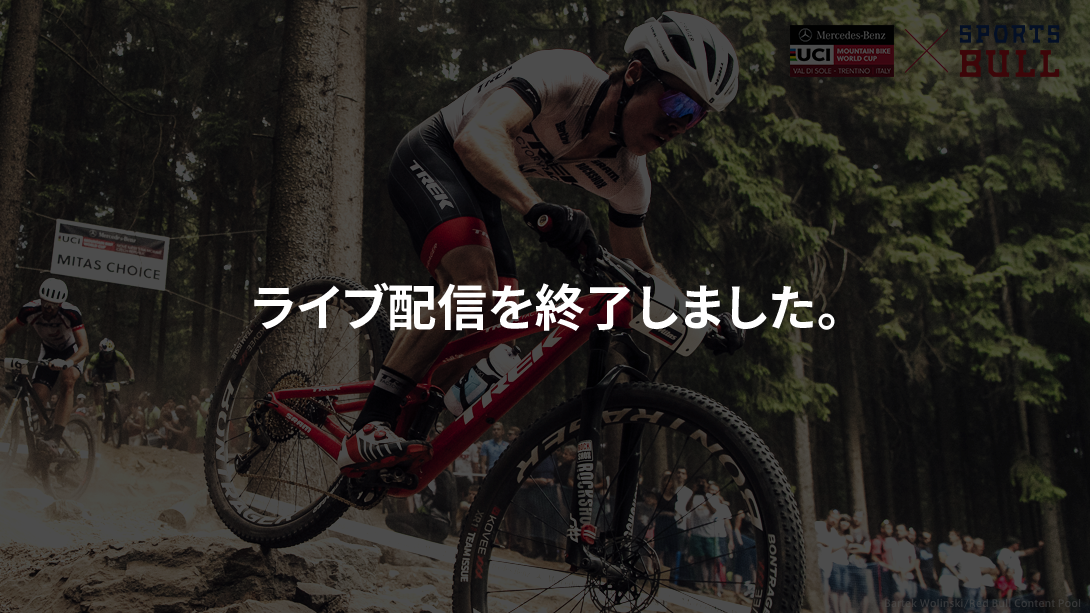 Mercedes-Benz
UCI MOUNTAIN BIKE WORLD CUP
VAL DI SOLE · TRENTINO · ITALY
SPORTS BULL
TREK
UCI
MITAS CHOICE
ライブ配信を終了しました。
TREK
19
BONTRAGER
ROCKSHOX
KOVEE
XXX
TEAM ISSUE
BONTRAGER
Bartek Wolinski/Red Bull Content Pool